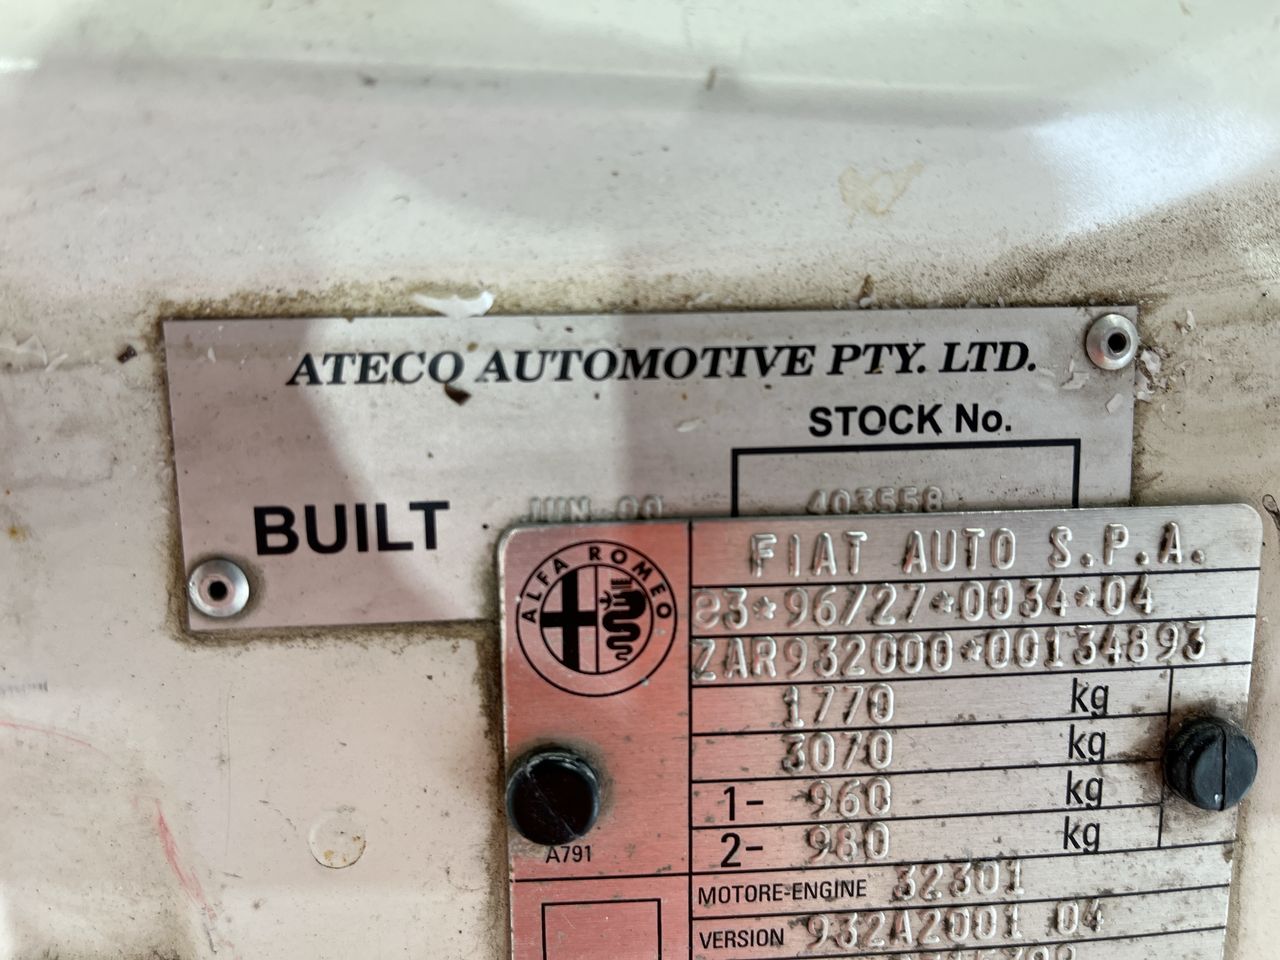 ATECO AUTOMOTIVE PTY. LTD.
STOCK No.
403558
BUILT JUN-00
ALFA ROMEO
FIAT AUTO S.P.A.
e3*96/27*0034*04
ZAR932000*00134893
1770 kg
3070 kg
1- 960 kg
2- 980 kg
A791
MOTORE-ENGINE 32301
VERSION 932A2001 04